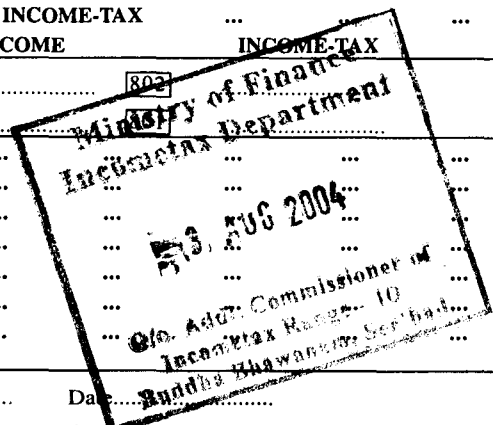 INCOME-TAX ... ...
COME INCOME-TAX
802
Ministry of Finance
Incometax Department
3. AUG 2004
O/o. Addl. Commissioner of
Incometax Range- 10
Buddha Bhawan
Date